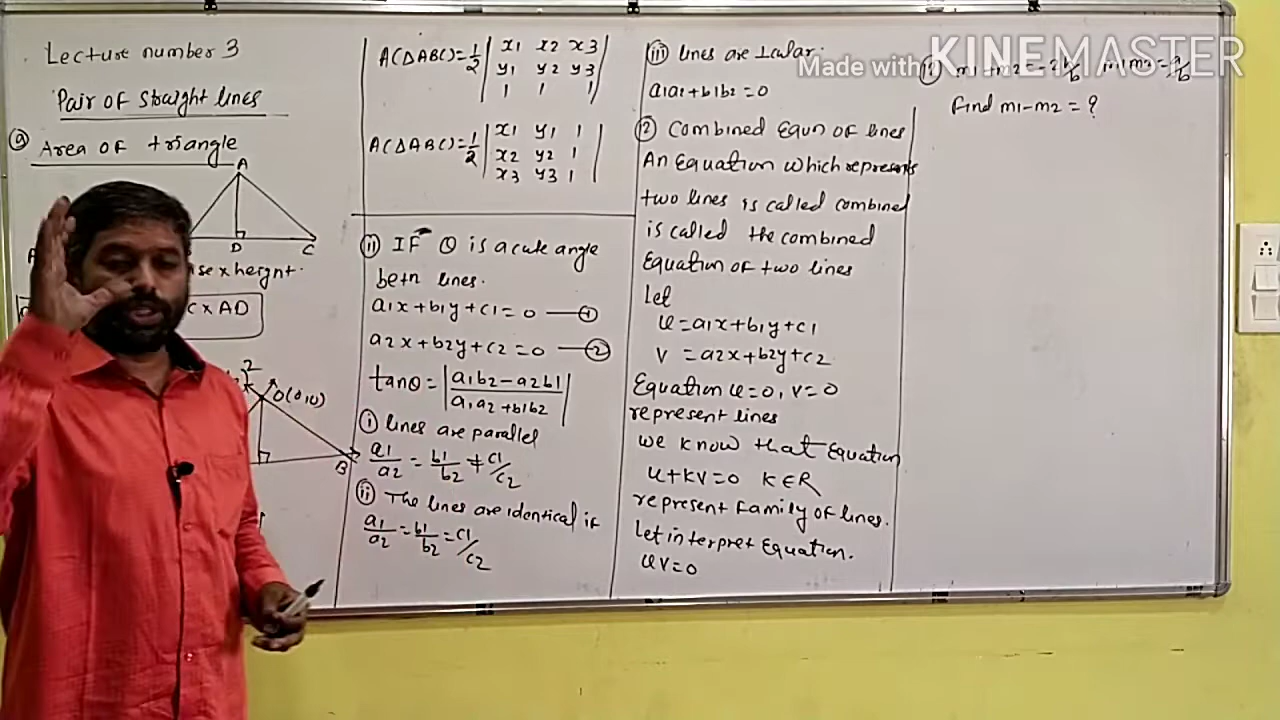 Lecture number 3
Pair of straight lines
9 Area of triangle
A
D
C
se x height.
C x AD
2
O(0,0)
B
A(ΔABC)=1/2 | x1 x2 x3 |
| y1 y2 y3 |
| 1 1 1 |
A(ΔABC)=1/2 | x1 y1 1 |
| x2 y2 1 |
| x3 y3 1 |
11 IF θ is acute angle
betn lines.
a1x+b1y+c1=0 —1
a2x+b2y+c2=0 —2
tanθ=|a1b2-a2b1/a1a2+b1b2|
i lines are parallel
a1/a2=b1/b2≠c1/c2
ii The lines are identical if
a1/a2=b1/b2=c1/c2
iii lines are ⊥cular.
a1a2+b1b2=0
12 Combined Equn of lines
An Equation which represents
two lines is called combined
is called the combined
Equation of two lines
Let
u=a1x+b1y+c1
v=a2x+b2y+c2
Equation u=0, v=0
represent lines
we know that Equation
u+kv=0 k∈R
represent family of lines.
Let interpret Equation.
uv=0
Made with KINEMASTER
m1+m2=-2h/b m1m2=a/b
Find m1-m2=?